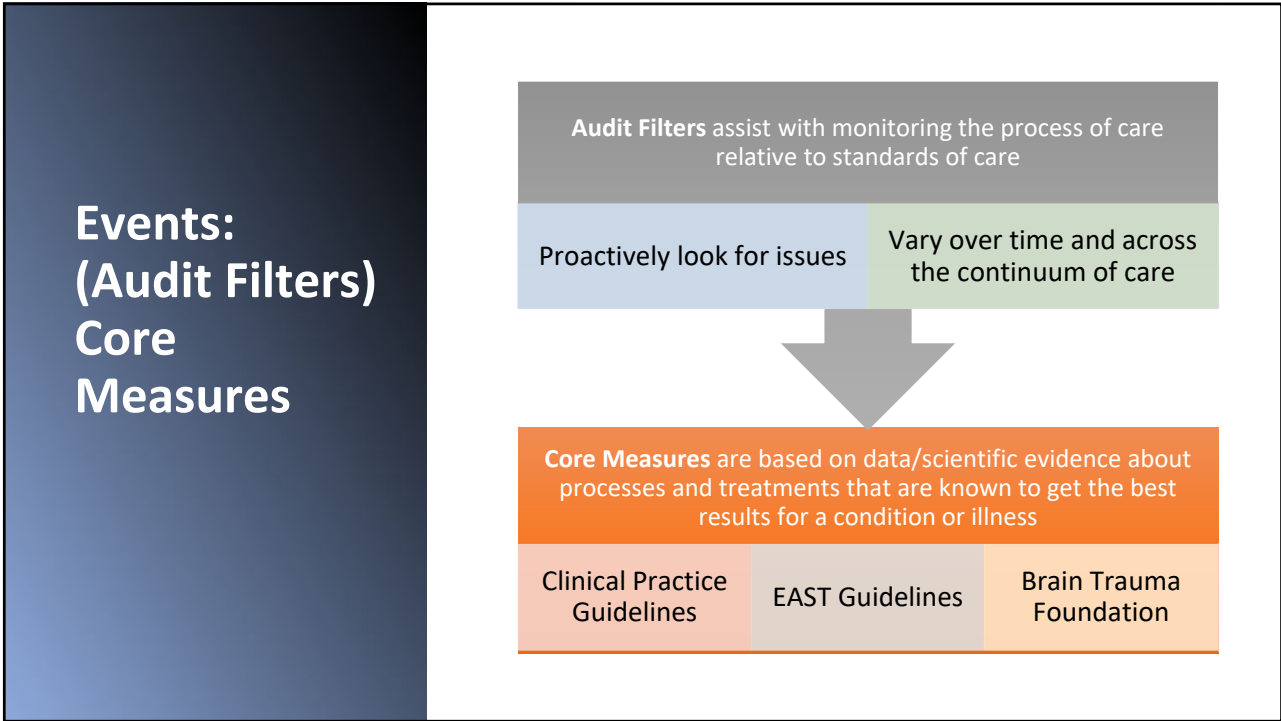 Events:
(Audit Filters)
Core
Measures
Audit Filters assist with monitoring the process of care
relative to standards of care
Proactively look for issues
Vary over time and across
the continuum of care
Core Measures are based on data/scientific evidence about
processes and treatments that are known to get the best
results for a condition or illness
Clinical Practice
Guidelines
EAST Guidelines
Brain Trauma
Foundation